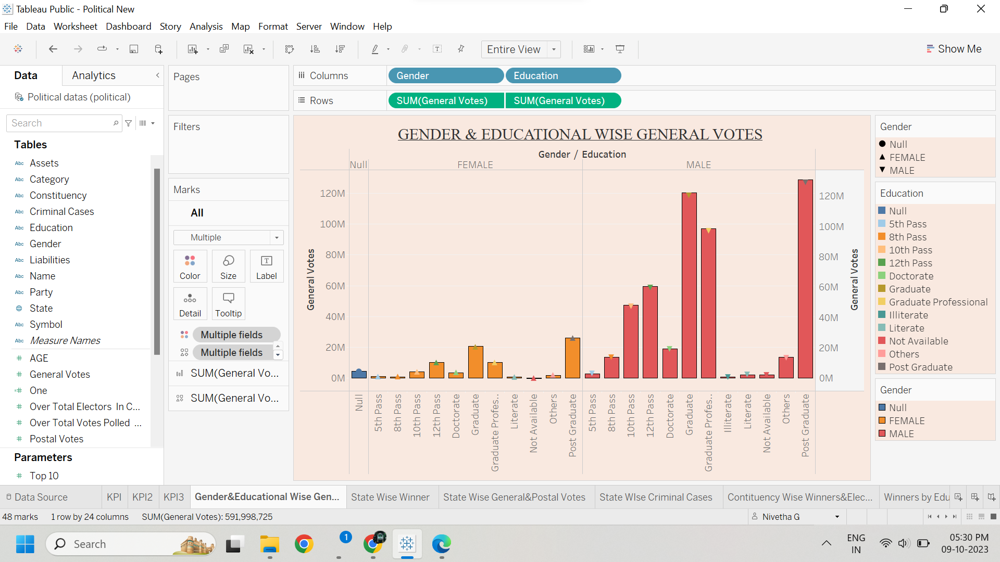 Tableau Public - Political New
File Data Worksheet Dashboard Story Analysis Map Format Server Window Help
Entire View
Show Me
Data
Analytics
Political datas (political)
Search
Tables
Abc Assets
Abc Category
Abc Constituency
Abc Criminal Cases
Abc Education
Abc Gender
Abc Liabilities
Abc Name
Abc Party
State
Abc Symbol
Abc Measure Names
# AGE
# General Votes
=# One
# Over Total Electors In C...
# Over Total Votes Polled ...
# Postal Votes
Parameters
# Top 10
Pages
Filters
Marks
All
Multiple
Color
Size
Label
Detail
Tooltip
Multiple fields
Multiple fields
SUM(General Vo...
SUM(General Vo...
Columns
Gender
Education
Rows
SUM(General Votes)
SUM(General Votes)
GENDER & EDUCATIONAL WISE GENERAL VOTES
Gender / Education
Null
FEMALE
MALE
General Votes
120M
100M
80M
60M
40M
20M
0M
120M
100M
80M
60M
40M
20M
0M
General Votes
Null
5th Pass
8th Pass
10th Pass
12th Pass
Doctorate
Graduate
Graduate Profes..
Literate
Not Available
Others
Post Graduate
5th Pass
8th Pass
10th Pass
12th Pass
Doctorate
Graduate
Graduate Profes..
Illiterate
Literate
Not Available
Others
Post Graduate
Gender
Null
FEMALE
MALE
Education
Null
5th Pass
8th Pass
10th Pass
12th Pass
Doctorate
Graduate
Graduate Professional
Illiterate
Literate
Not Available
Others
Post Graduate
Gender
Null
FEMALE
MALE
Data Source
KPI
KPI2
KPI3
Gender&Educational Wise Gen...
State Wise Winner
State Wise General&Postal Votes
State WIse Criminal Cases
Contituency Wise Winners&Elec...
Winners by Edu
48 marks
1 row by 24 columns
SUM(General Votes): 591,998,725
Nivetha G
Search
1
ENG
IN
05:30 PM
09-10-2023